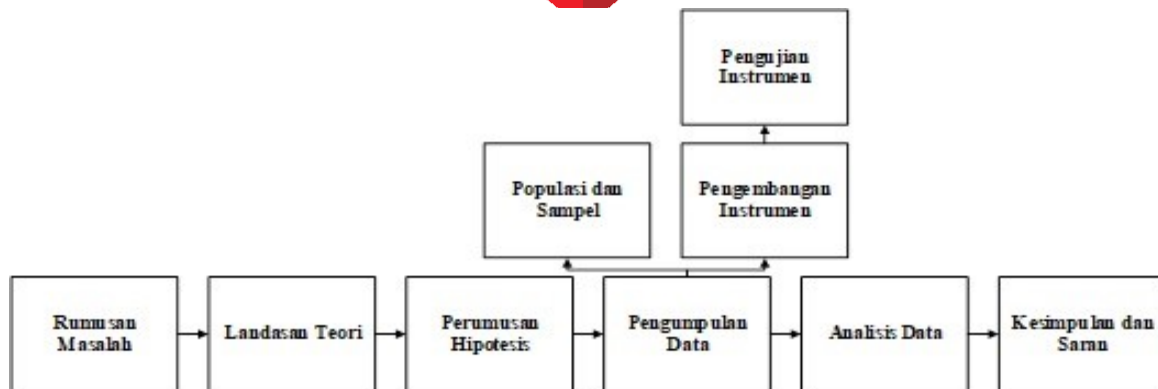 Pengujian
Instrumen
Populasi dan
Sampel
Pengembangan
Instrumen
Rumusan
Masalah
Landasan Teori
Perumusan
Hipotesis
Pengumpulan
Data
Analisis Data
Kesimpulan dan
Saran